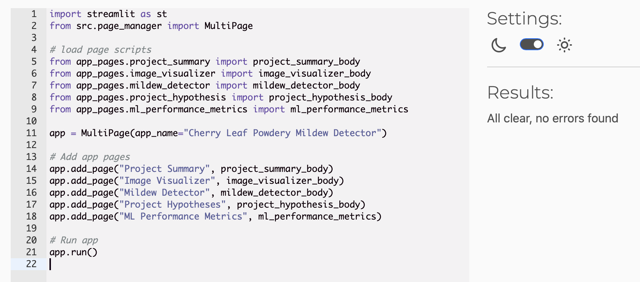 1 import streamlit as st
2 from src.page_manager import MultiPage
3
4 # load page scripts
5 from app_pages.project_summary import project_summary_body
6 from app_pages.image_visualizer import image_visualizer_body
7 from app_pages.mildew_detector import mildew_detector_body
8 from app_pages.project_hypothesis import project_hypothesis_body
9 from app_pages.ml_performance_metrics import ml_performance_metrics
10
11 app = MultiPage(app_name="Cherry Leaf Powdery Mildew Detector")
12
13 # Add app pages
14 app.add_page("Project Summary", project_summary_body)
15 app.add_page("Image Visualizer", image_visualizer_body)
16 app.add_page("Mildew Detector", mildew_detector_body)
17 app.add_page("Project Hypotheses", project_hypothesis_body)
18 app.add_page("ML Performance Metrics", ml_performance_metrics)
19
20 # Run app
21 app.run()
22
Settings:
Results:
All clear, no errors found